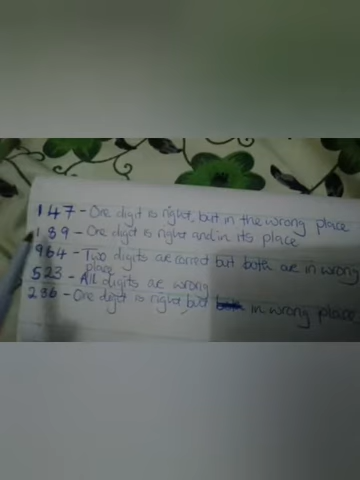 147 - One digit is right, but in the wrong place
189 - One digit is right and in its place
964 - Two digits are correct but both are in wrong
place
523 - All digits are wrong
286 - One digit is right, but in wrong place